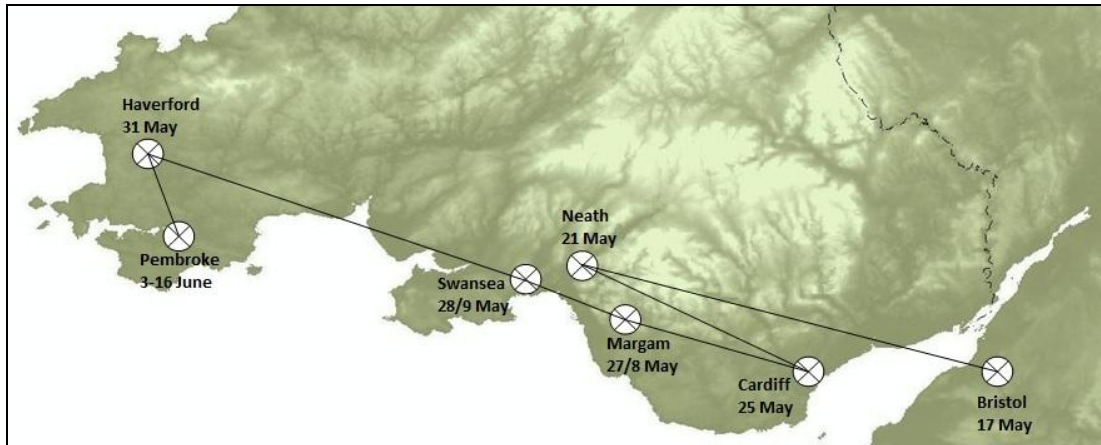 Haverford
31 May
Neath
21 May
Pembroke
3-16 June
Swansea
28/9 May
Margam
27/8 May
Cardiff
25 May
Bristol
17 May